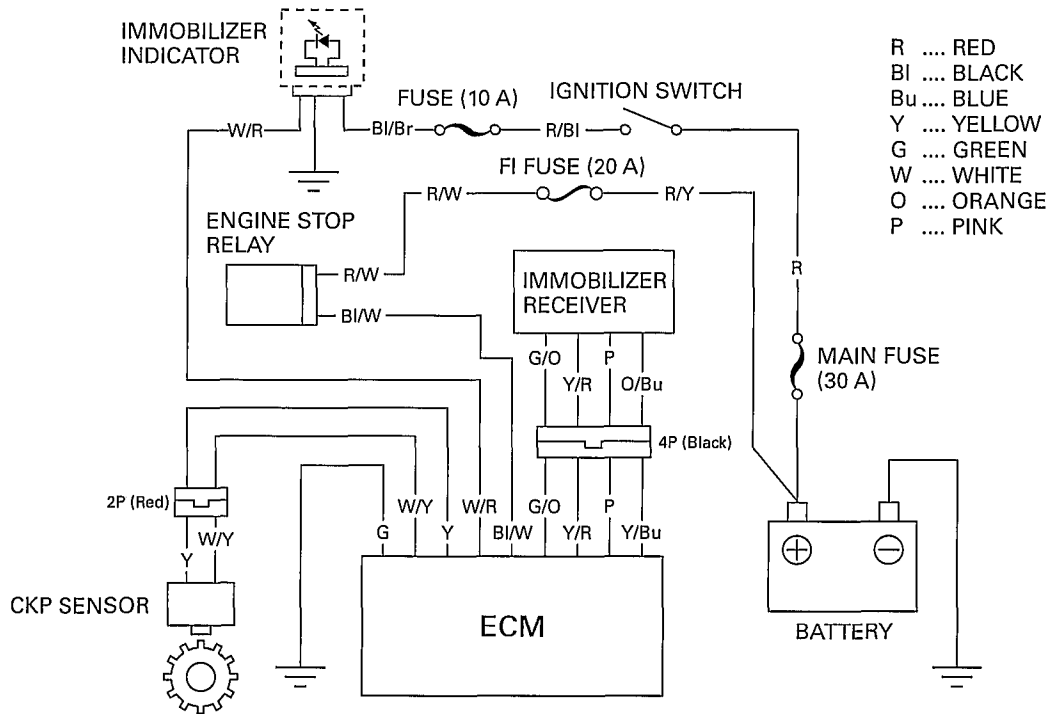 IMMOBILIZER
INDICATOR
R .... RED
Bl .... BLACK
Bu .... BLUE
Y .... YELLOW
G .... GREEN
W .... WHITE
O .... ORANGE
P .... PINK
FUSE (10 A)
IGNITION SWITCH
W/R
Bl/Br
R/Bl
FI FUSE (20 A)
R/W
R/Y
ENGINE STOP
RELAY
R/W
Bl/W
IMMOBILIZER
RECEIVER
R
MAIN FUSE
(30 A)
G/O
P
Y/R
O/Bu
4P (Black)
2P (Red)
W/Y
W/R
G/O
P
G
Y
Bl/W
Y/R
Y/Bu
W/Y
Y
CKP SENSOR
ECM
+
−
BATTERY